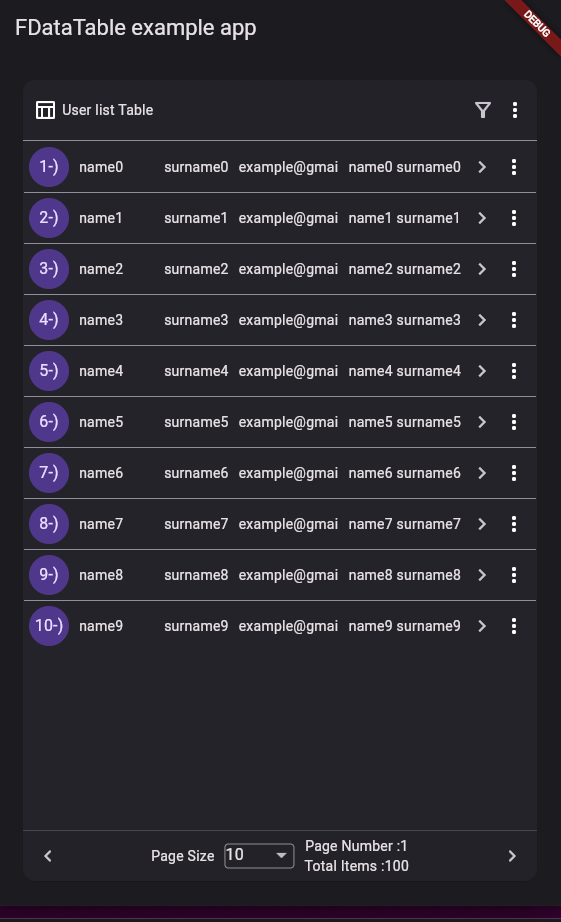 FDataTable example app
DEBUG
User list Table
1-) name0 surname0 example@gmai name0 surname0
2-) name1 surname1 example@gmai name1 surname1
3-) name2 surname2 example@gmai name2 surname2
4-) name3 surname3 example@gmai name3 surname3
5-) name4 surname4 example@gmai name4 surname4
6-) name5 surname5 example@gmai name5 surname5
7-) name6 surname6 example@gmai name6 surname6
8-) name7 surname7 example@gmai name7 surname7
9-) name8 surname8 example@gmai name8 surname8
10-) name9 surname9 example@gmai name9 surname9
Page Size 10 Page Number :1
Total Items :100